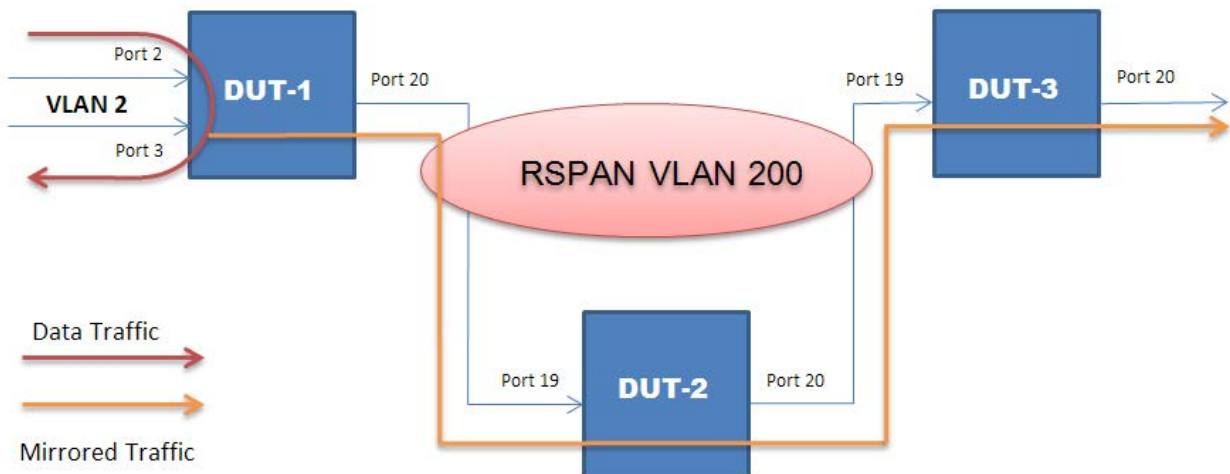 Port 2
DUT-1
Port 20
VLAN 2
Port 3
RSPAN VLAN 200
Port 19
DUT-3
Port 20
Data Traffic
Port 19
DUT-2
Port 20
Mirrored Traffic